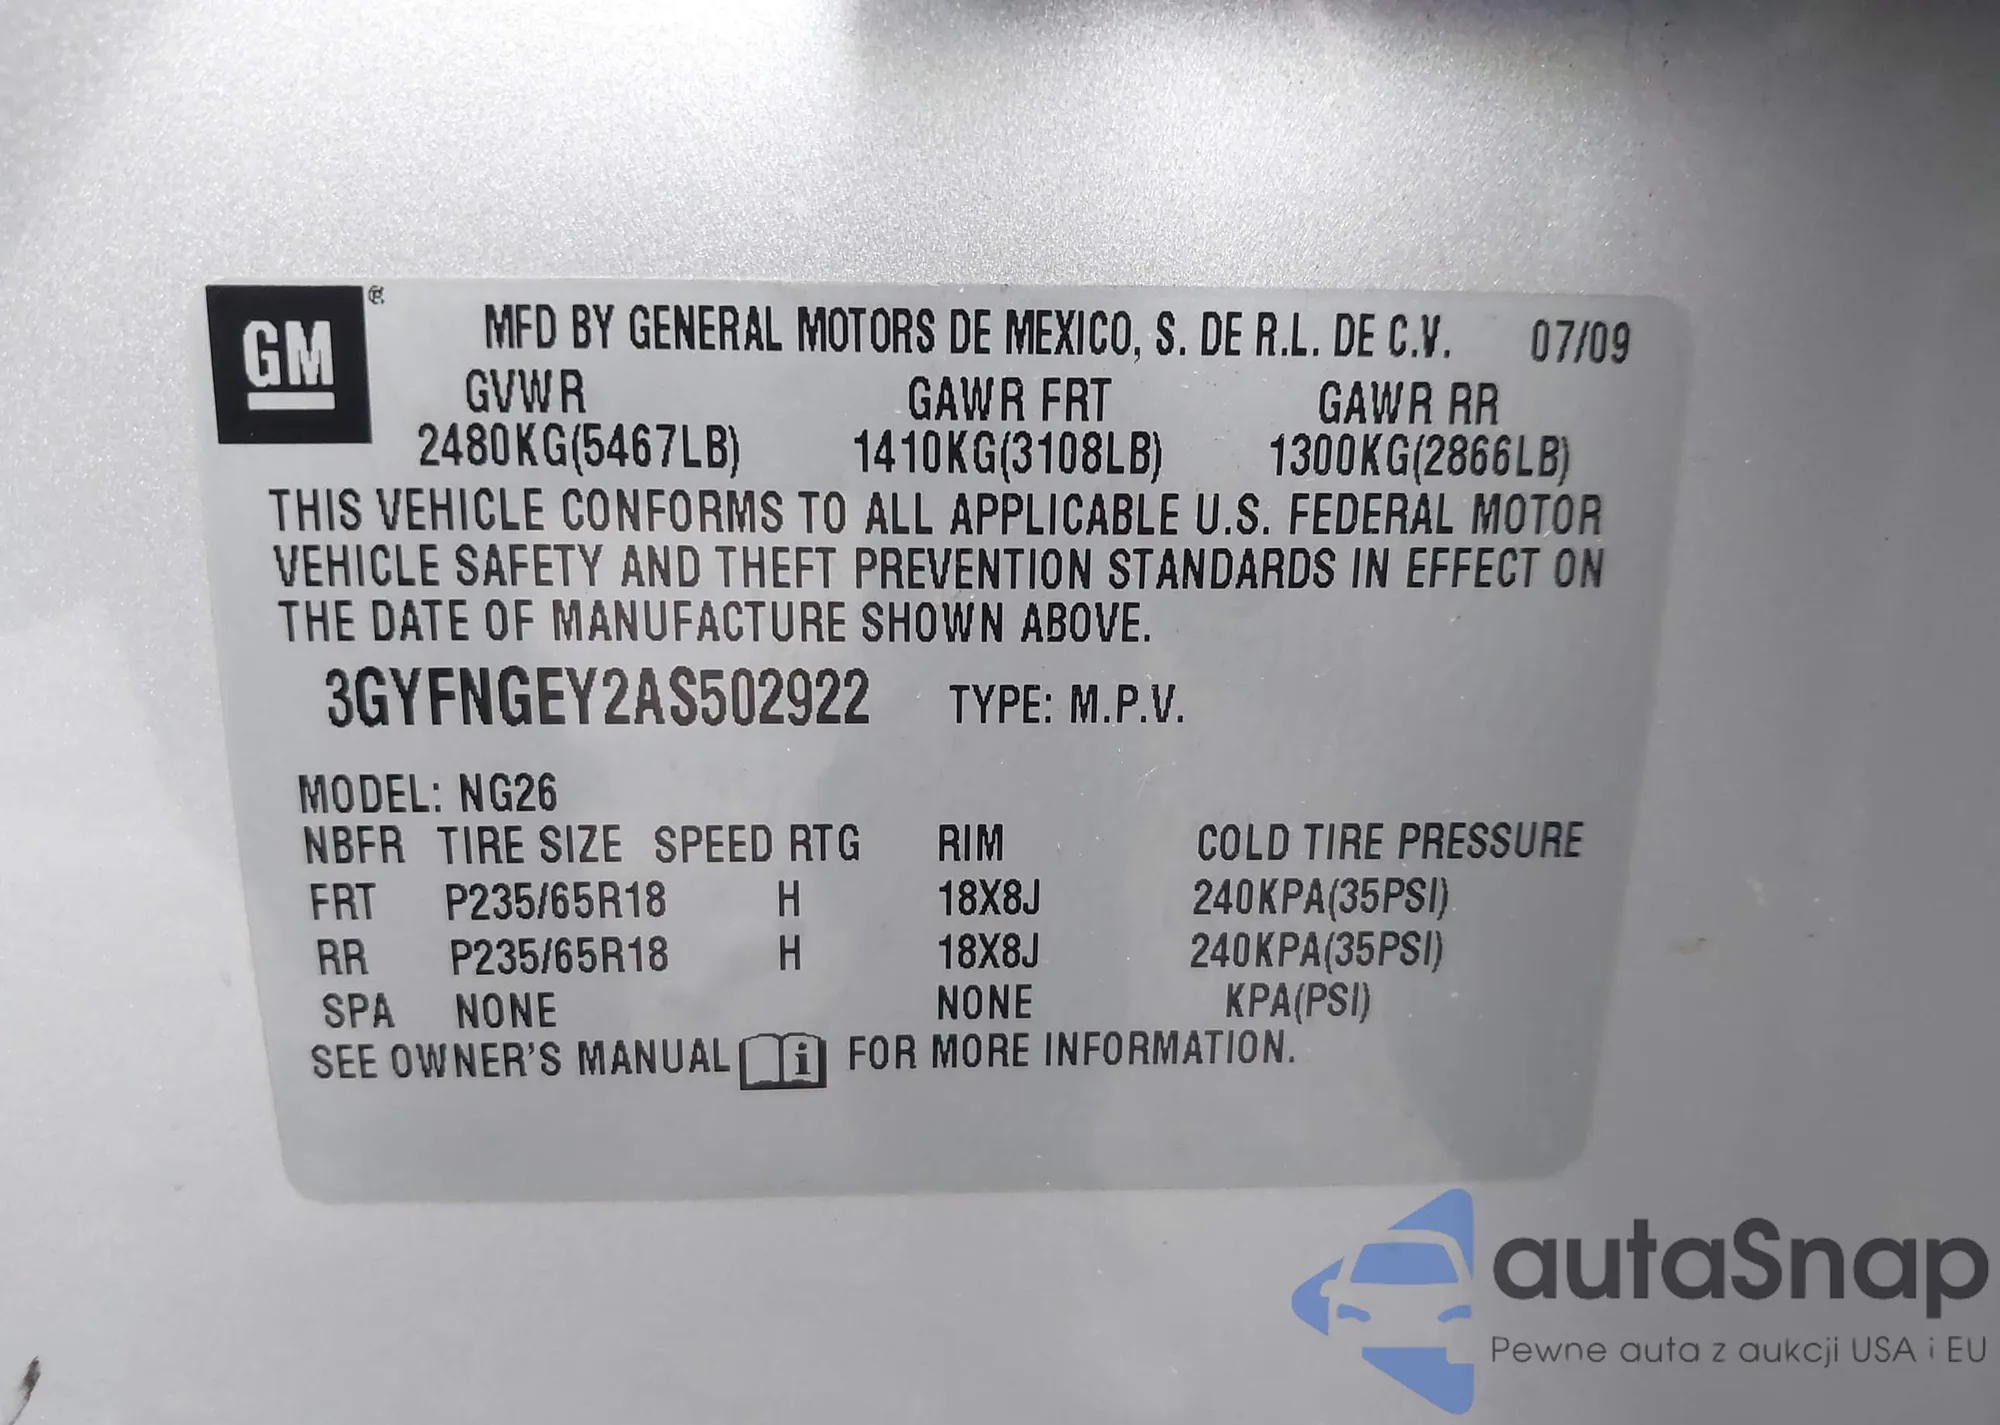 GM ®
MFD BY GENERAL MOTORS DE MEXICO, S. DE R.L. DE C.V. 07/09
GVWR GAWR FRT GAWR RR
2480KG(5467LB) 1410KG(3108LB) 1300KG(2866LB)
THIS VEHICLE CONFORMS TO ALL APPLICABLE U.S. FEDERAL MOTOR
VEHICLE SAFETY AND THEFT PREVENTION STANDARDS IN EFFECT ON
THE DATE OF MANUFACTURE SHOWN ABOVE.
3GYFNGEY2AS502922 TYPE: M.P.V.
MODEL: NG26
NBFR TIRE SIZE SPEED RTG RIM COLD TIRE PRESSURE
FRT P235/65R18 H 18X8J 240KPA(35PSI)
RR P235/65R18 H 18X8J 240KPA(35PSI)
SPA NONE NONE KPA(PSI)
SEE OWNER'S MANUAL i FOR MORE INFORMATION.
autaSnap
Pewne auta z aukcji USA i EU